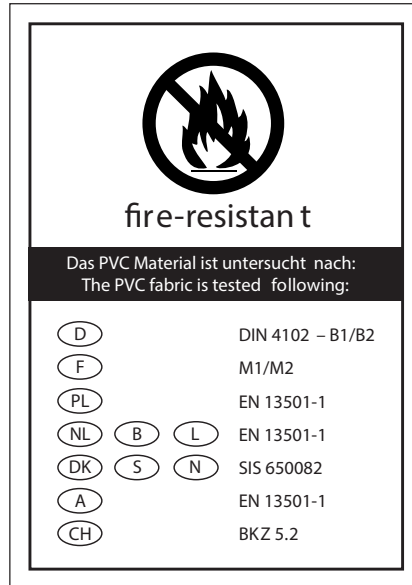 fire-resistan t
Das PVC Material ist untersucht nach:
The PVC fabric is tested following:
D DIN 4102 – B1/B2
F M1/M2
PL EN 13501-1
NL B L EN 13501-1
DK S N SIS 650082
A EN 13501-1
CH BKZ 5.2